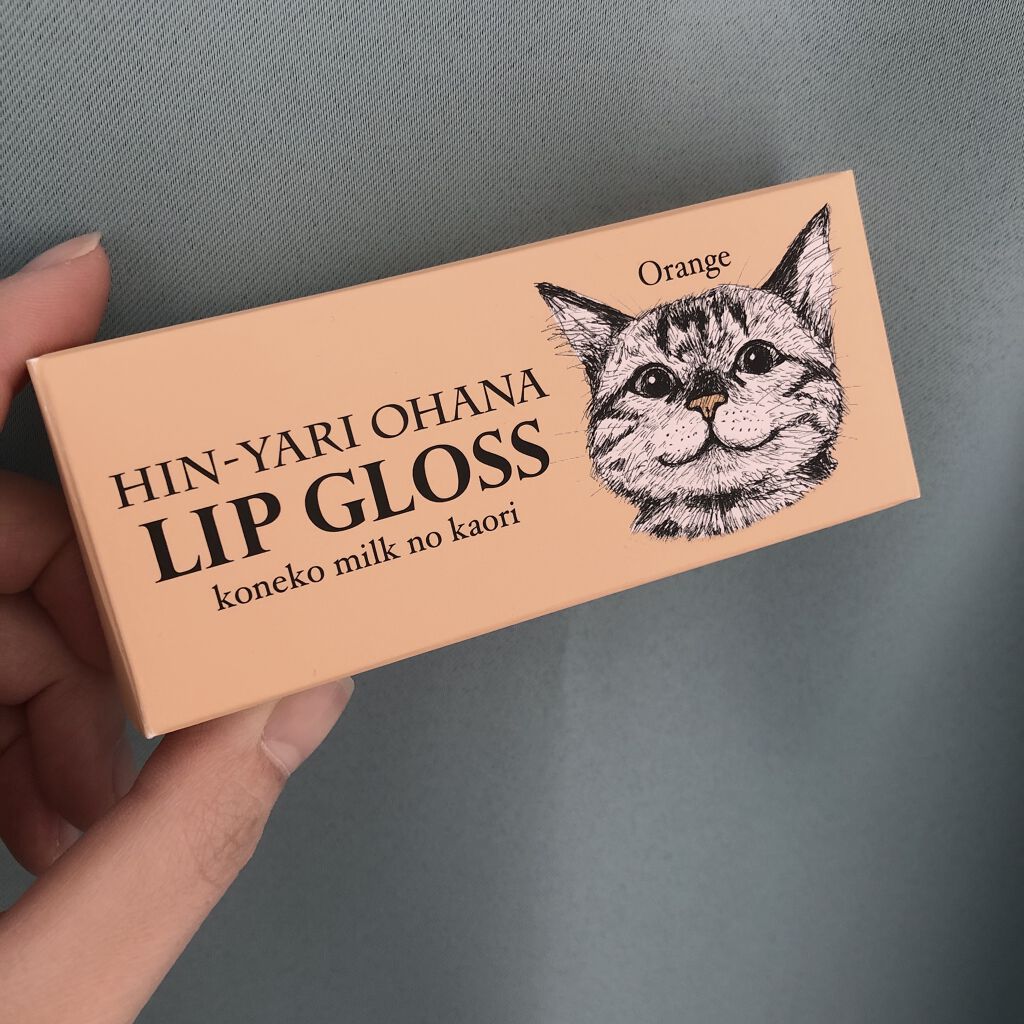 Orange
HIN-YARI OHANA
LIP GLOSS
koneko milk no kaori